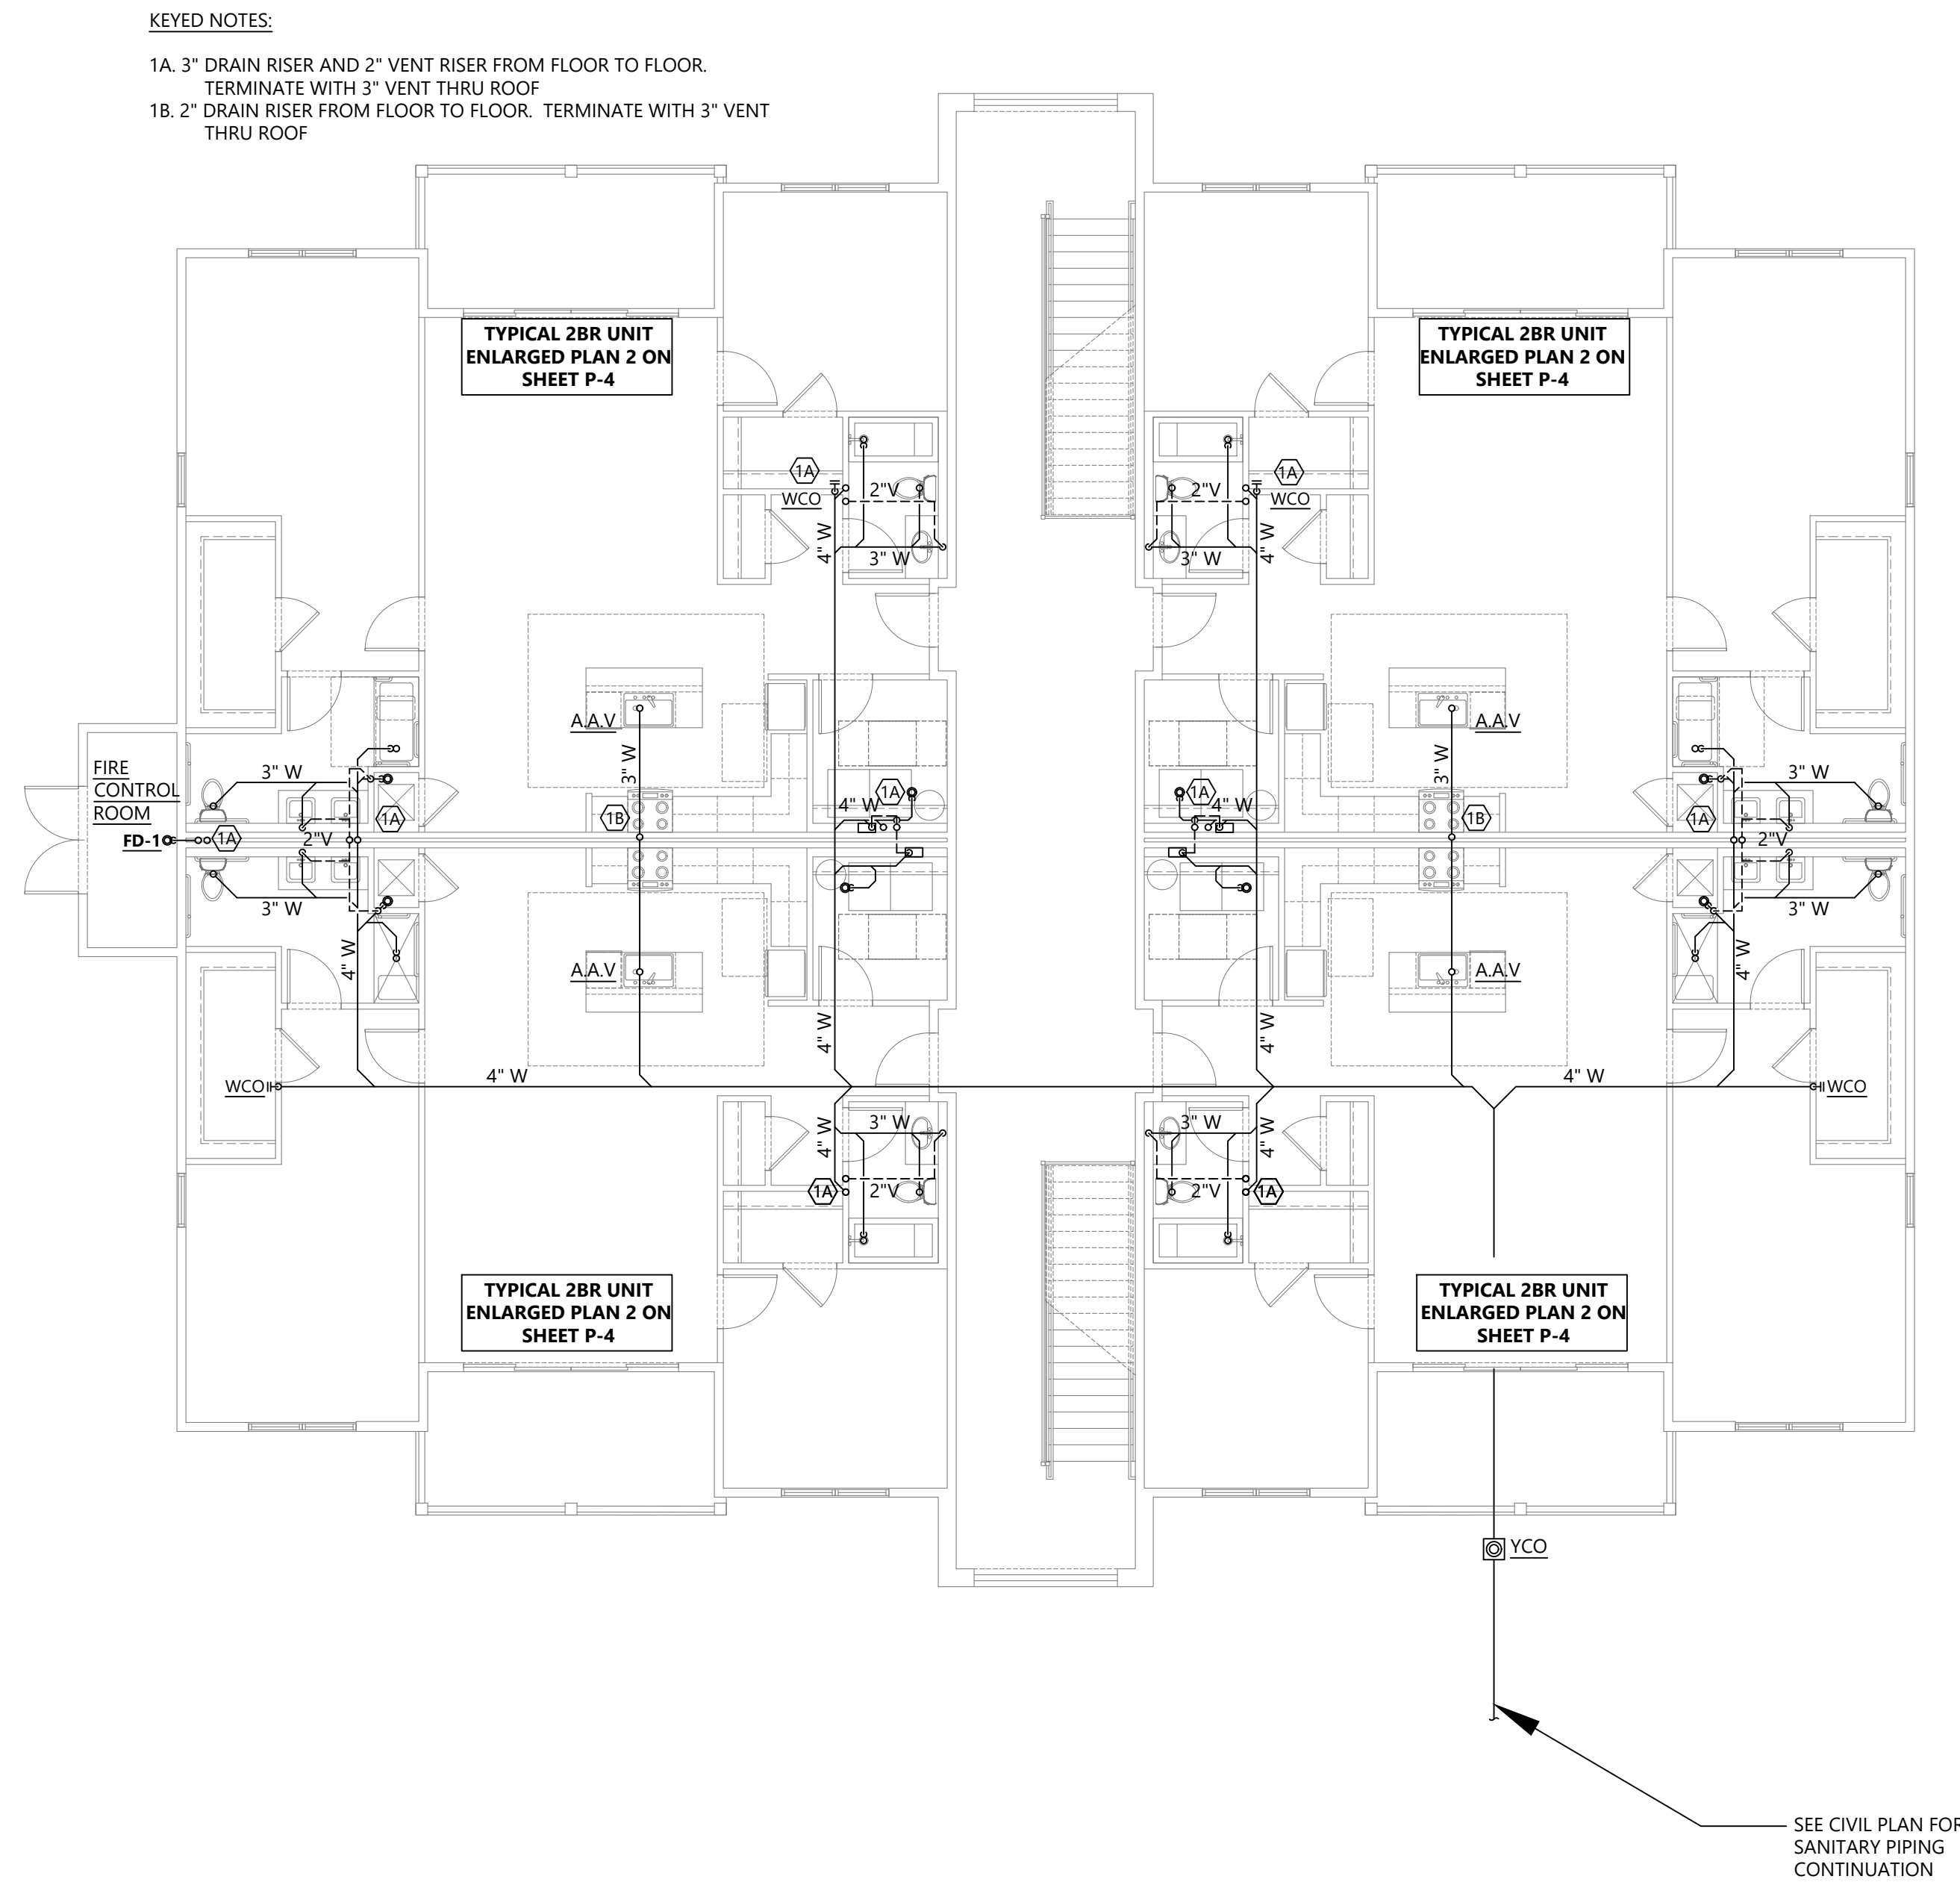 KEYED NOTES:
1A. 3" DRAIN RISER AND 2" VENT RISER FROM FLOOR TO FLOOR.
TERMINATE WITH 3" VENT THRU ROOF
1B. 2" DRAIN RISER FROM FLOOR TO FLOOR.  TERMINATE WITH 3" VENT
THRU ROOF
TYPICAL 2BR UNIT
ENLARGED PLAN 2 ON
SHEET P-4
TYPICAL 2BR UNIT
ENLARGED PLAN 2 ON
SHEET P-4
1A
WCO
2"V
4" W
3" W
1A
WCO
2"V
4" W
3" W
A.A.V
3" W
A.A.V
3" W
FIRE
CONTROL
ROOM
FD-1
3" W
1A
1A
2"V
3" W
4" W
1B
4" W
1A
1A
4" W
1B
1A
3" W
2"V
3" W
4" W
A.A.V
4" W
4" W
A.A.V
WCO
4" W
4" W
WCO
3" W
4" W
1A
2"V
3" W
4" W
2"V
1A
TYPICAL 2BR UNIT
ENLARGED PLAN 2 ON
SHEET P-4
TYPICAL 2BR UNIT
ENLARGED PLAN 2 ON
SHEET P-4
YCO
SEE CIVIL PLAN FOR
SANITARY PIPING
CONTINUATION